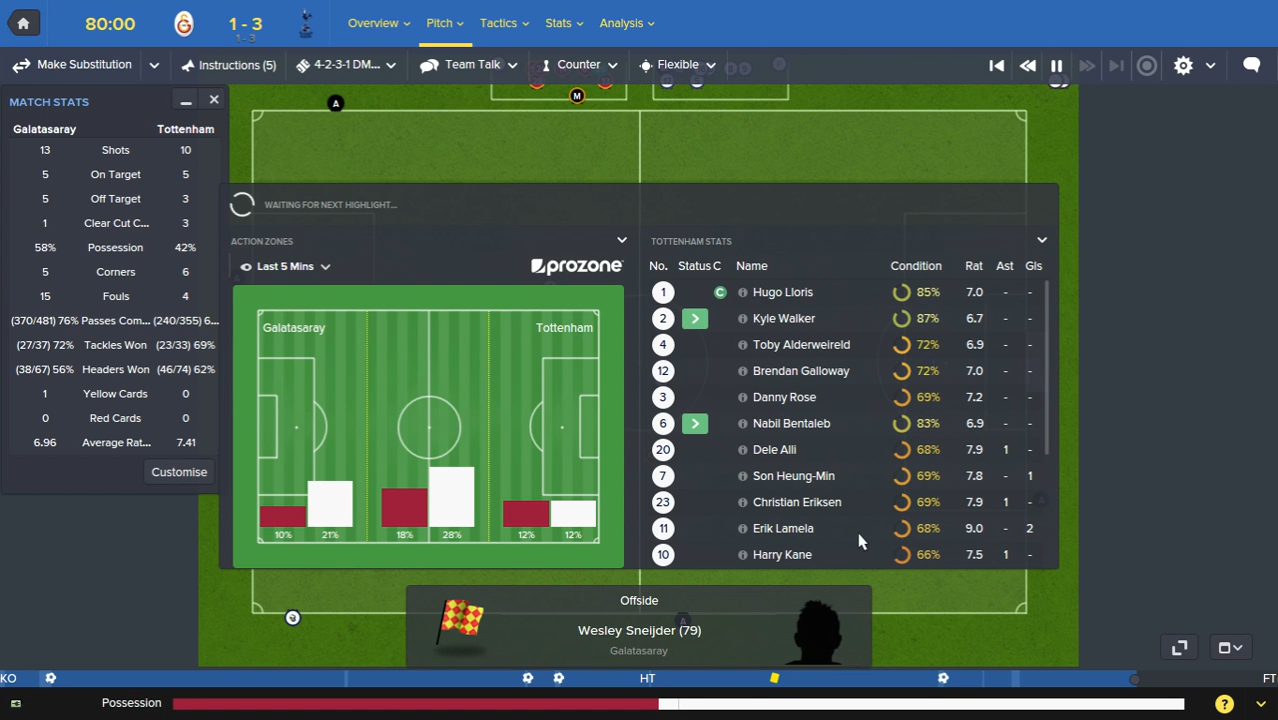 80:00 1 - 3 Overview Pitch Tactics Stats Analysis
1 - 3
Make Substitution Instructions (5) 4-2-3-1 DM... Team Talk Counter Flexible
MATCH STATS
Galatasaray Tottenham
13 Shots 10
5 On Target 5
5 Off Target 3
1 Clear Cut C... 3
58% Possession 42%
5 Corners 6
15 Fouls 4
(370/481) 76% Passes Com... (240/355) 6...
(27/37) 72% Tackles Won (23/33) 69%
(38/67) 56% Headers Won (46/74) 62%
1 Yellow Cards 0
0 Red Cards 0
6.96 Average Rat... 7.41
Customise
A
M
WAITING FOR NEXT HIGHLIGHT...
ACTION ZONES
Last 5 Mins prozone
Galatasaray Tottenham
10% 21% 18% 28% 12% 12%
TOTTENHAM STATS
No. Status C Name Condition Rat Ast Gls
1 C Hugo Lloris 85% 7.0 - -
2 Kyle Walker 87% 6.7 - -
4 Toby Alderweireld 72% 6.9 - -
12 Brendan Galloway 72% 7.0 - -
3 Danny Rose 69% 7.2 - -
6 Nabil Bentaleb 83% 6.9 - -
20 Dele Alli 68% 7.9 1 -
7 Son Heung-Min 69% 7.8 - 1
23 Christian Eriksen 69% 7.9 1 -
11 Erik Lamela 68% 9.0 - 2
10 Harry Kane 66% 7.5 1 -
Offside
Wesley Sneijder (79)
Galatasaray
KO HT FT
Possession ?